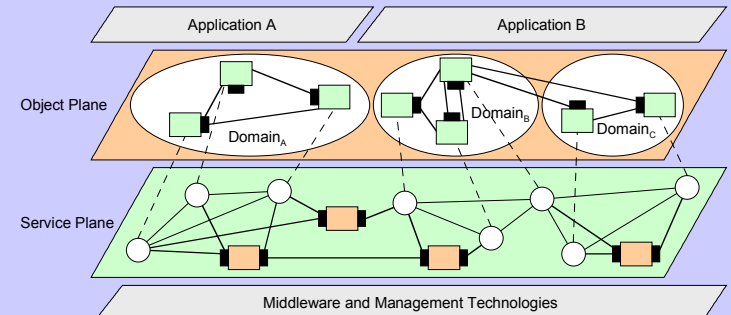 Application A
Application B
Object Plane
DomainA
DomainB
DomainC
Service Plane
Middleware and Management Technologies